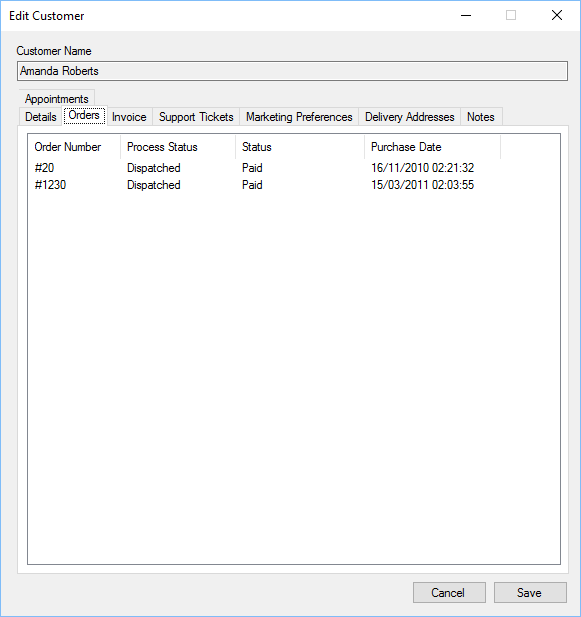 Edit Customer
Customer Name
Amanda Roberts
Appointments
Details Orders Invoice Support Tickets Marketing Preferences Delivery Addresses Notes
Order Number Process Status Status Purchase Date
#20 Dispatched Paid 16/11/2010 02:21:32
#1230 Dispatched Paid 15/03/2011 02:03:55
Cancel Save